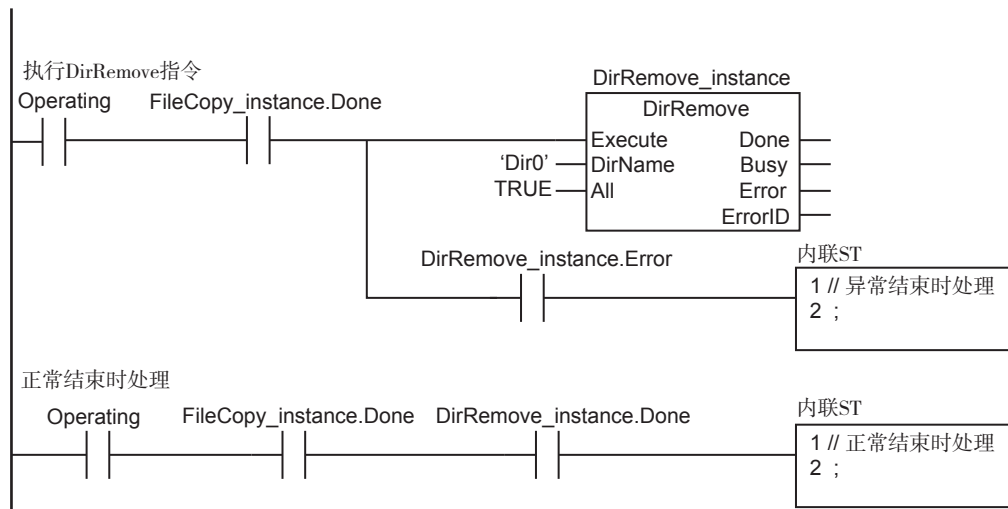 执行DirRemove指令
Operating
FileCopy_instance.Done
DirRemove_instance
DirRemove
Execute
Done
‘Dir0’
DirName
Busy
TRUE
All
Error
ErrorID
DirRemove_instance.Error
内联ST
1 // 异常结束时处理
2 ;
正常结束时处理
Operating
FileCopy_instance.Done
DirRemove_instance.Done
内联ST
1 // 正常结束时处理
2 ;